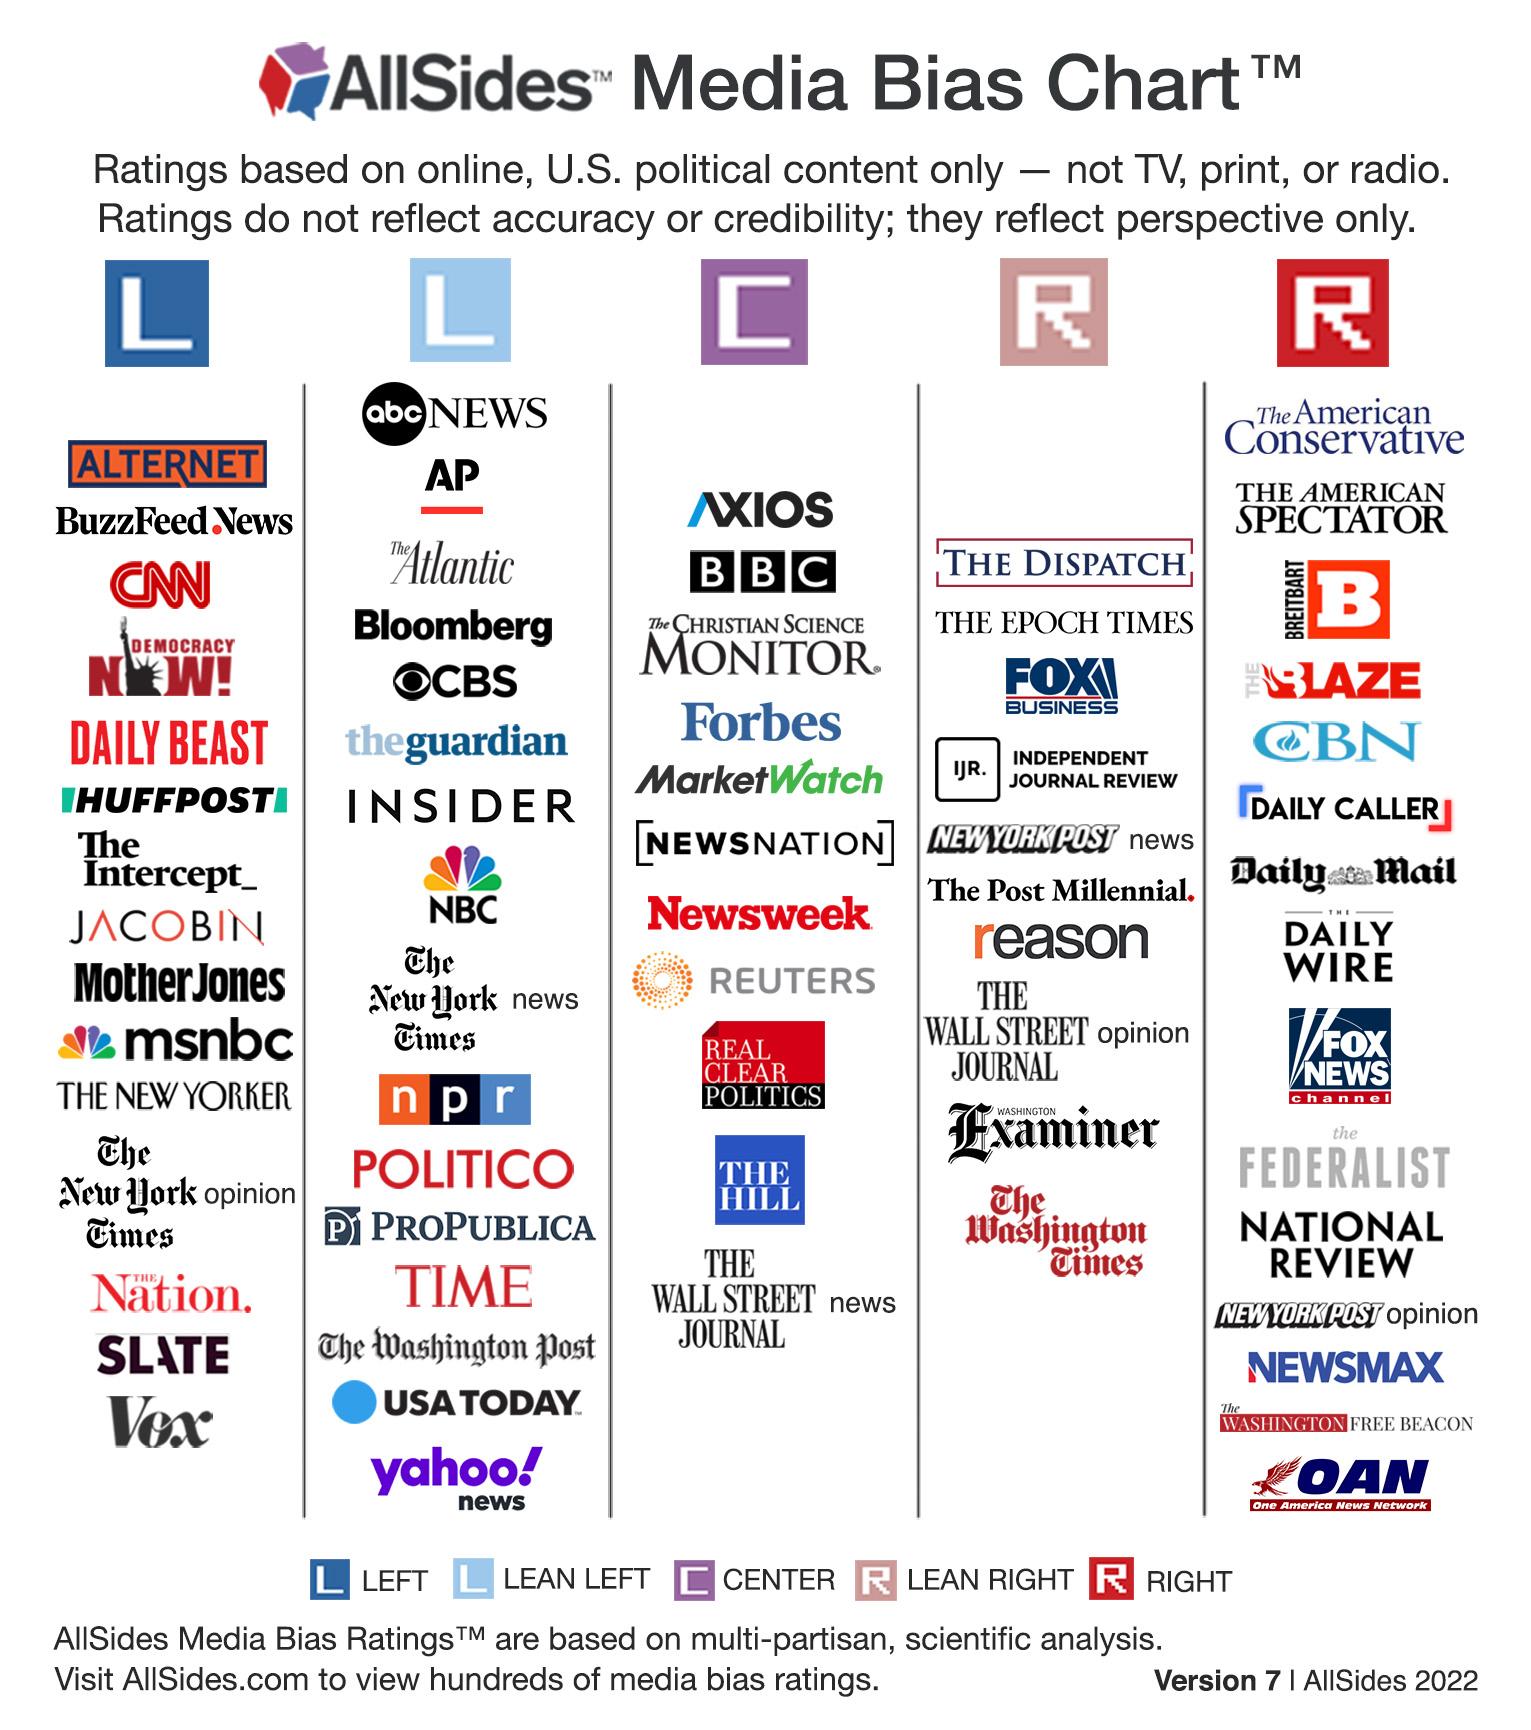 AllSides™ Media Bias Chart™
Ratings based on online, U.S. political content only — not TV, print, or radio.
Ratings do not reflect accuracy or credibility; they reflect perspective only.
L
L
C
R
R
ALTERNET
BuzzFeed.News
CNN
DEMOCRACY
NOW!
DAILY BEAST
HUFFPOST
The
Intercept_
JACOBIN
Mother Jones
msnbc
THE NEW YORKER
The
New York opinion
Times
THE
Nation.
SLATE
Vox
abc NEWS
AP
The Atlantic
Bloomberg
CBS
theguardian
INSIDER
NBC
The
New York news
Times
npr
POLITICO
P PROPUBLICA
TIME
The Washington Post
USA TODAY
yahoo!
news
AXIOS
BBC
The CHRISTIAN SCIENCE
MONITOR
Forbes
MarketWatch
[NEWSNATION]
Newsweek
REUTERS
REAL
CLEAR
POLITICS
THE
HILL
THE
WALL STREET news
JOURNAL
THE DISPATCH
THE EPOCH TIMES
FOX
BUSINESS
IJR. INDEPENDENT
JOURNAL REVIEW
NEW YORK POST news
The Post Millennial.
reason
THE
WALL STREET opinion
JOURNAL
WASHINGTON
Examiner
The
Washington
Times
The American
Conservative
THE AMERICAN
SPECTATOR
BREITBART B
THE BLAZE
CBN
DAILY CALLER
Daily Mail
THE
DAILY
WIRE
FOX
NEWS
channel
the
FEDERALIST
NATIONAL
REVIEW
NEW YORK POST opinion
NEWSMAX
The
WASHINGTON FREE BEACON
OAN
One America News Network
L LEFT L LEAN LEFT C CENTER R LEAN RIGHT R RIGHT
AllSides Media Bias Ratings™ are based on multi-partisan, scientific analysis.
Visit AllSides.com to view hundreds of media bias ratings.
Version 7 | AllSides 2022